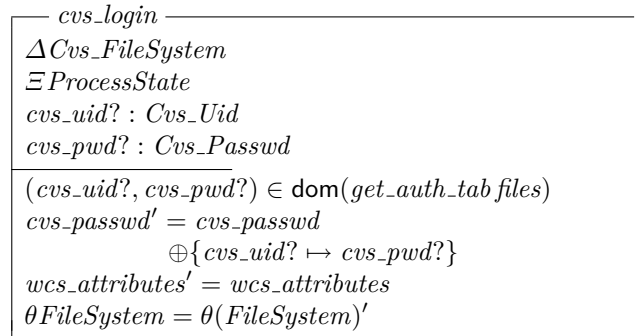 cvs_login
ΔCvs_FileSystem
ΞProcessState
cvs_uid? : Cvs_Uid
cvs_pwd? : Cvs_Passwd
(cvs_uid?, cvs_pwd?) ∈ dom(get_auth_tab files)
cvs_passwd′ = cvs_passwd
⊕{cvs_uid? ↦ cvs_pwd?}
wcs_attributes′ = wcs_attributes
θFileSystem = θ(FileSystem)′